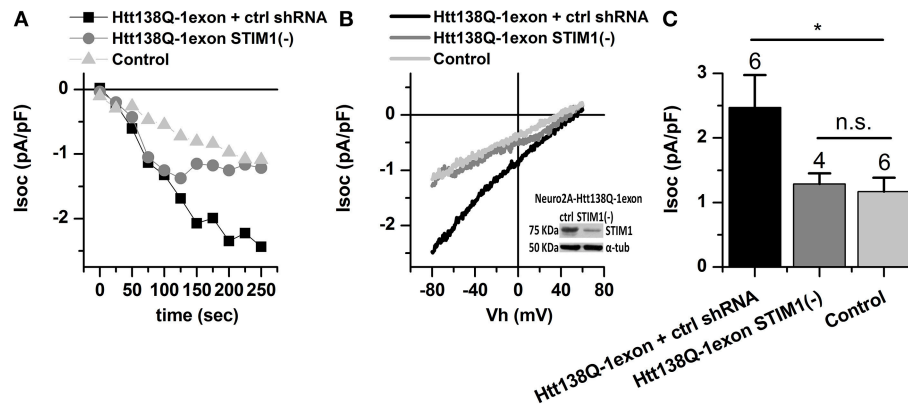 A
Htt138Q-1exon + ctrl shRNA
Htt138Q-1exon STIM1(-)
Control
Isoc (pA/pF)
0
-1
-2
0 50 100 150 200 250
time (sec)
B
Htt138Q-1exon + ctrl shRNA
Htt138Q-1exon STIM1(-)
Control
Isoc (pA/pF)
0
-1
-2
-80 -40 0 40 80
Vh (mV)
Neuro2A-Htt138Q-1exon
ctrl STIM1(-)
75 KDa STIM1
50 KDa α-tub
C
Isoc (pA/pF)
3
2
1
0
*
6
n.s.
4
6
Htt138Q-1exon + ctrl shRNA
Htt138Q-1exon STIM1(-)
Control